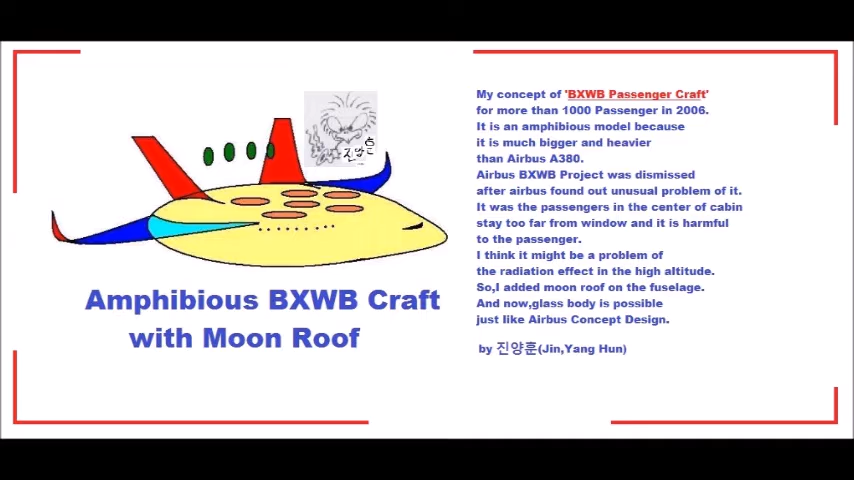 진양훈
Amphibious BXWB Craft
with Moon Roof
My concept of 'BXWB Passenger Craft'
for more than 1000 Passenger in 2006.
It is an amphibious model because
it is much bigger and heavier
than Airbus A380.
Airbus BXWB Project was dismissed
after airbus found out unusual problem of it.
It was the passengers in the center of cabin
stay too far from window and it is harmful
to the passenger.
I think it might be a problem of
the radiation effect in the high altitude.
So,I added moon roof on the fuselage.
And now,glass body is possible
just like Airbus Concept Design.
by 진양훈(Jin,Yang Hun)